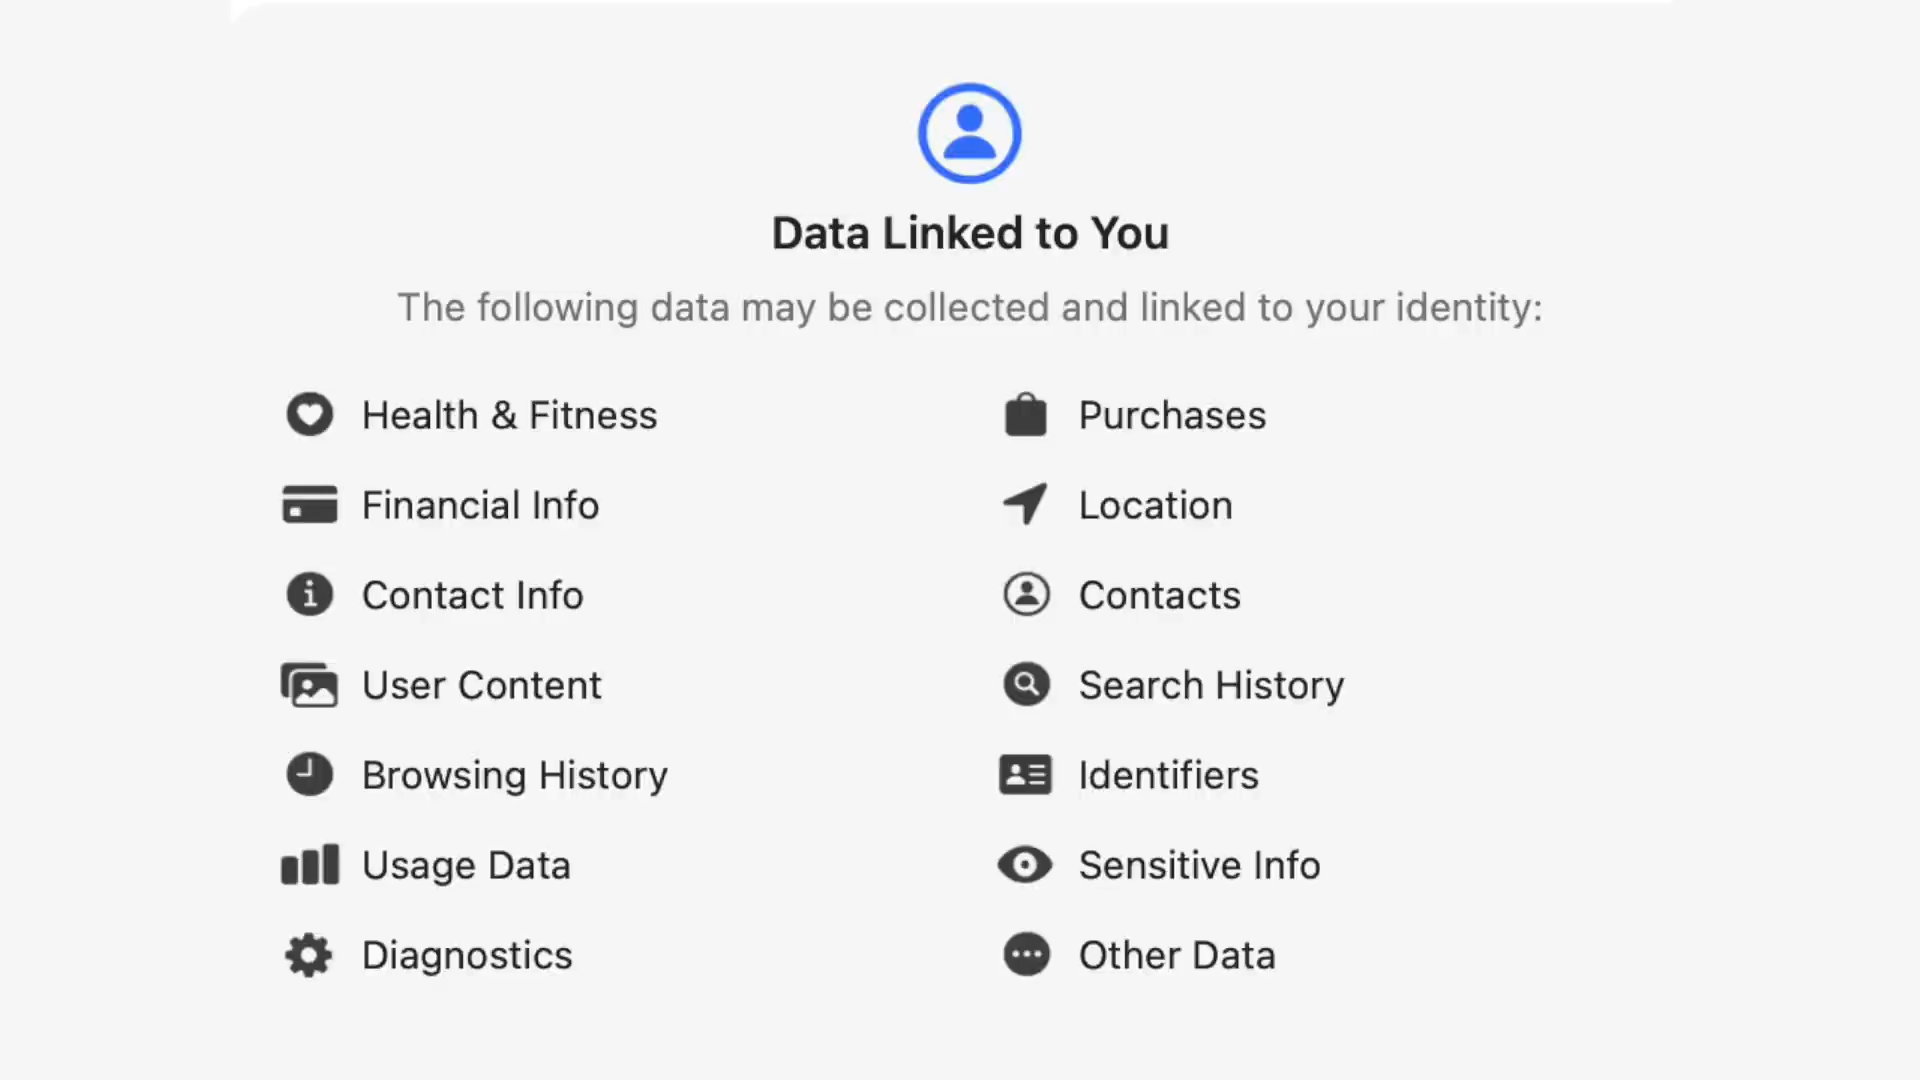 Data Linked to You
The following data may be collected and linked to your identity:
Health & Fitness
Purchases
Financial Info
Location
Contact Info
Contacts
User Content
Search History
Browsing History
Identifiers
Usage Data
Sensitive Info
Diagnostics
Other Data